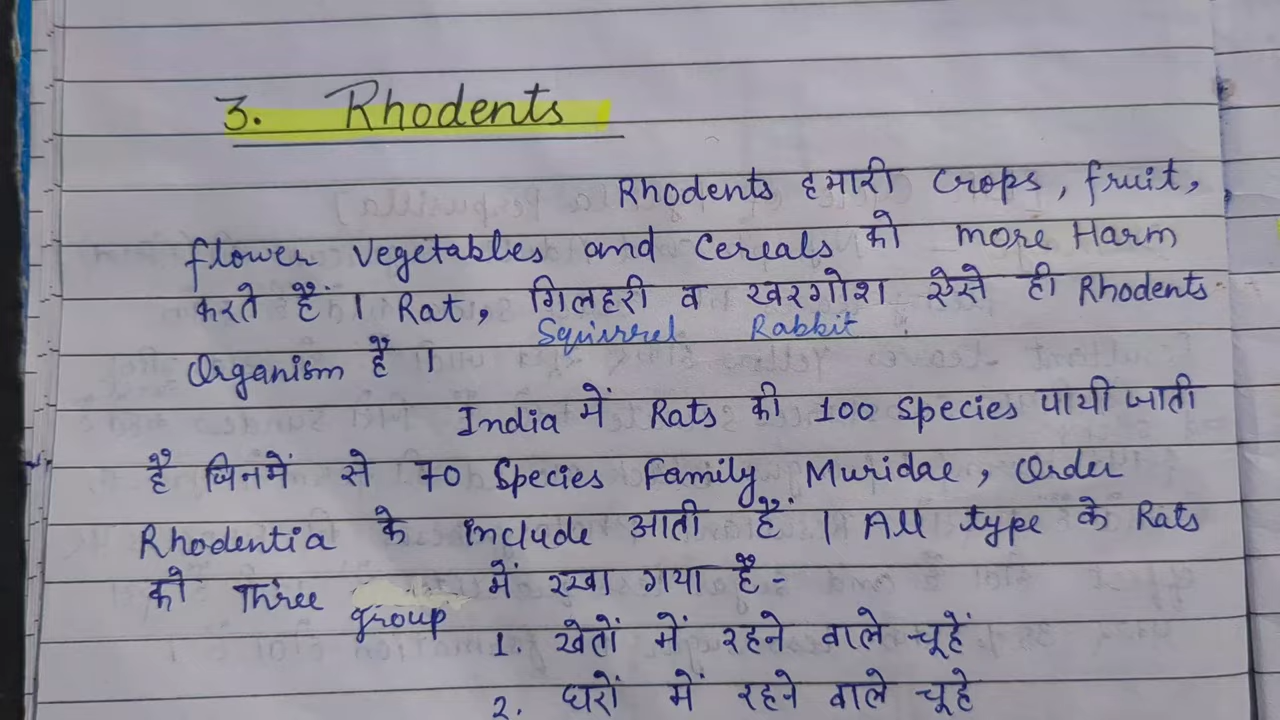 3. Rhodents
Rhodents हमारी crops, fruit,
flower vegetables and cereals को more Harm
करते हैं । Rat, गिलहरी व खरगोश ऐसे ही Rhodents
Squirrel Rabbit
Organism हैं ।
India में Rats की 100 species पायी जाती
है जिनमें से 70 Species Family Muridae, Order
Rhodentia के include आती हैं । All type के Rats
को Three group में रखा गया है -
1. खेतों में रहने वाले चूहें
2. घरों में रहने वाले चूहे